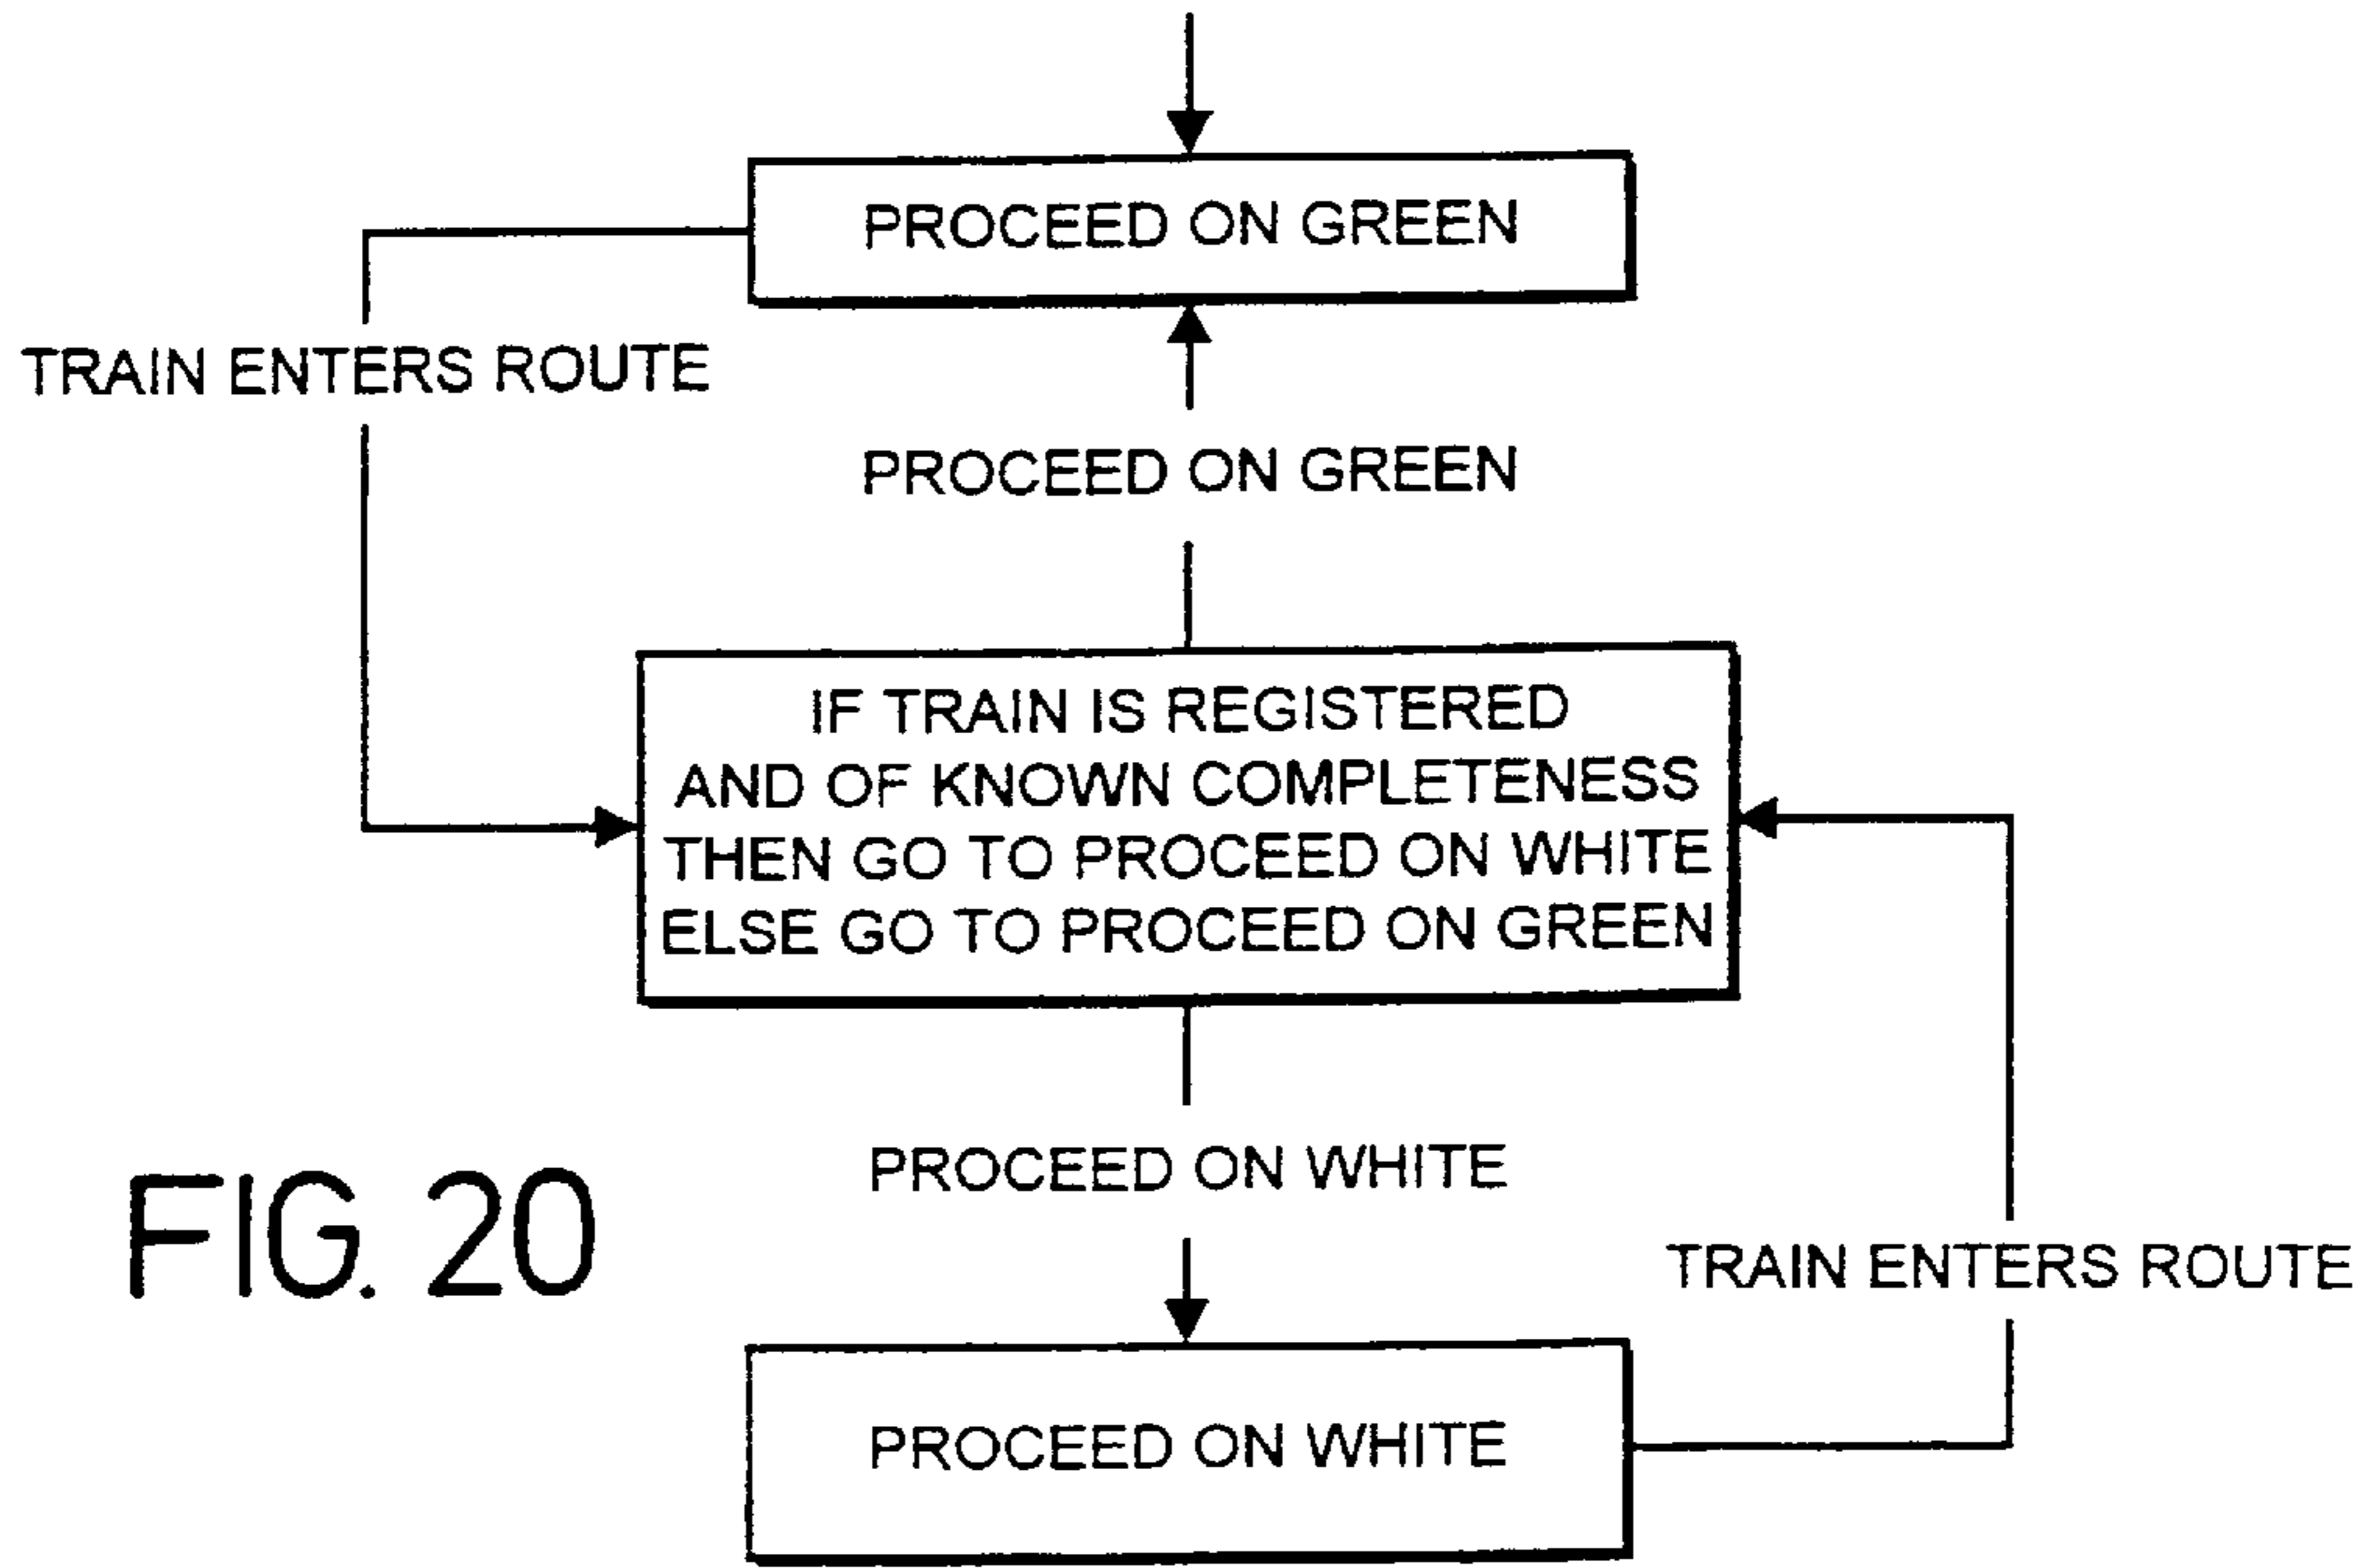 PROCEED ON GREEN
TRAIN ENTERS ROUTE
PROCEED ON GREEN
IF TRAIN IS REGISTERED
AND OF KNOWN COMPLETENESS
THEN GO TO PROCEED ON WHITE
ELSE GO TO PROCEED ON GREEN
PROCEED ON WHITE
FIG. 20
TRAIN ENTERS ROUTE
PROCEED ON WHITE